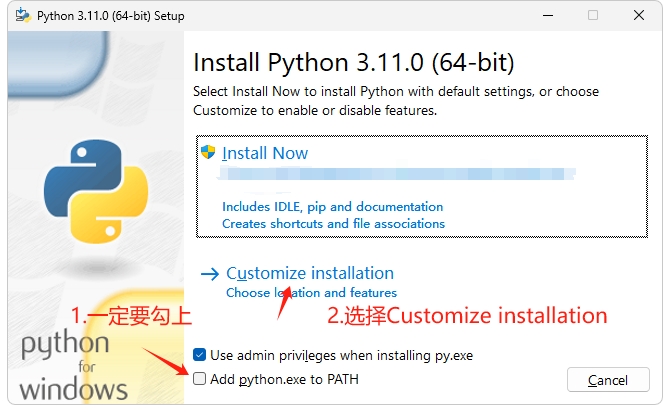 Python 3.11.0 (64-bit) Setup
Install Python 3.11.0 (64-bit)
Select Install Now to install Python with default settings, or choose
Customize to enable or disable features.
Install Now
Includes IDLE, pip and documentation
Creates shortcuts and file associations
Customize installation
Choose location and features
1.一定要勾上
2.选择Customize installation
python
for
windows
Use admin privileges when installing py.exe
Add python.exe to PATH
Cancel